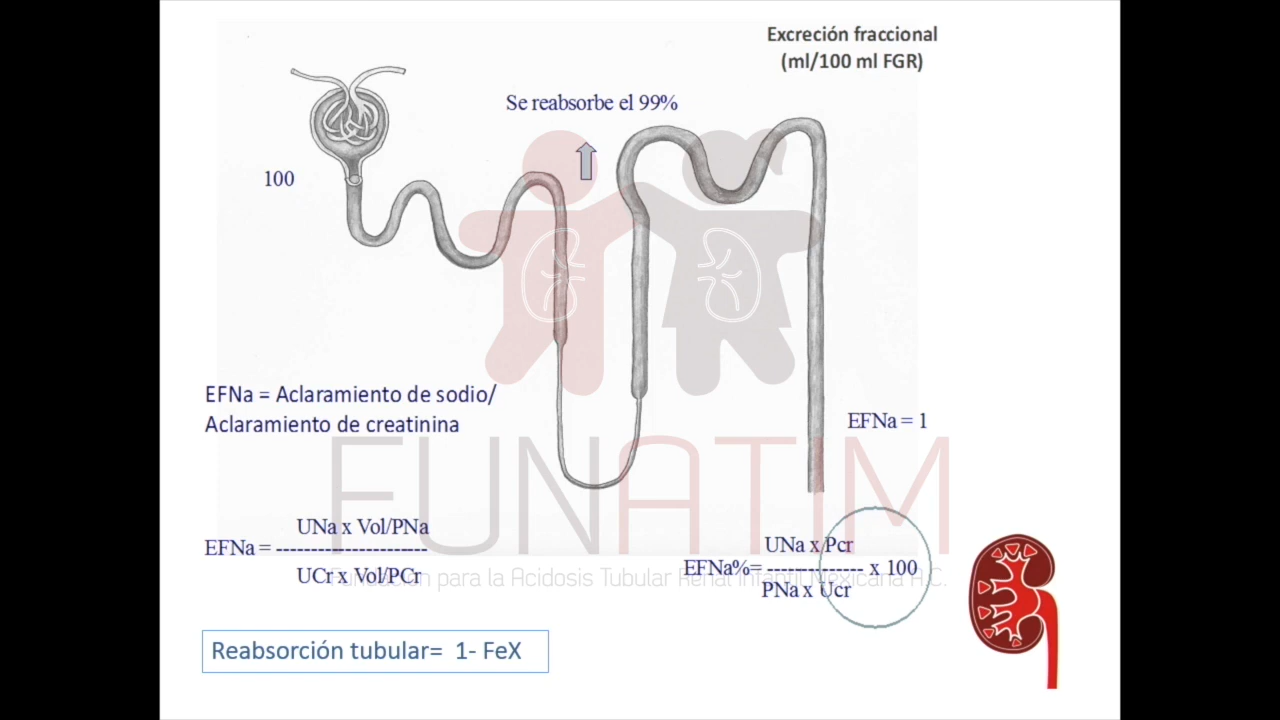 Excreción fraccional
(ml/100 ml FGR)
Se reabsorbe el 99%
100
EFNa = Aclaramiento de sodio/
Aclaramiento de creatinina
EFNa = 1
FUNATIM
Fundación para la Acidosis Tubular Renal Infantil Mexicana A.C.
UNa x Vol/PNa
EFNa = ----------------------
UCr x Vol/PCr
UNa x Pcr
EFNa%= -------------- x 100
PNa x Ucr
Reabsorción tubular=  1- FeX